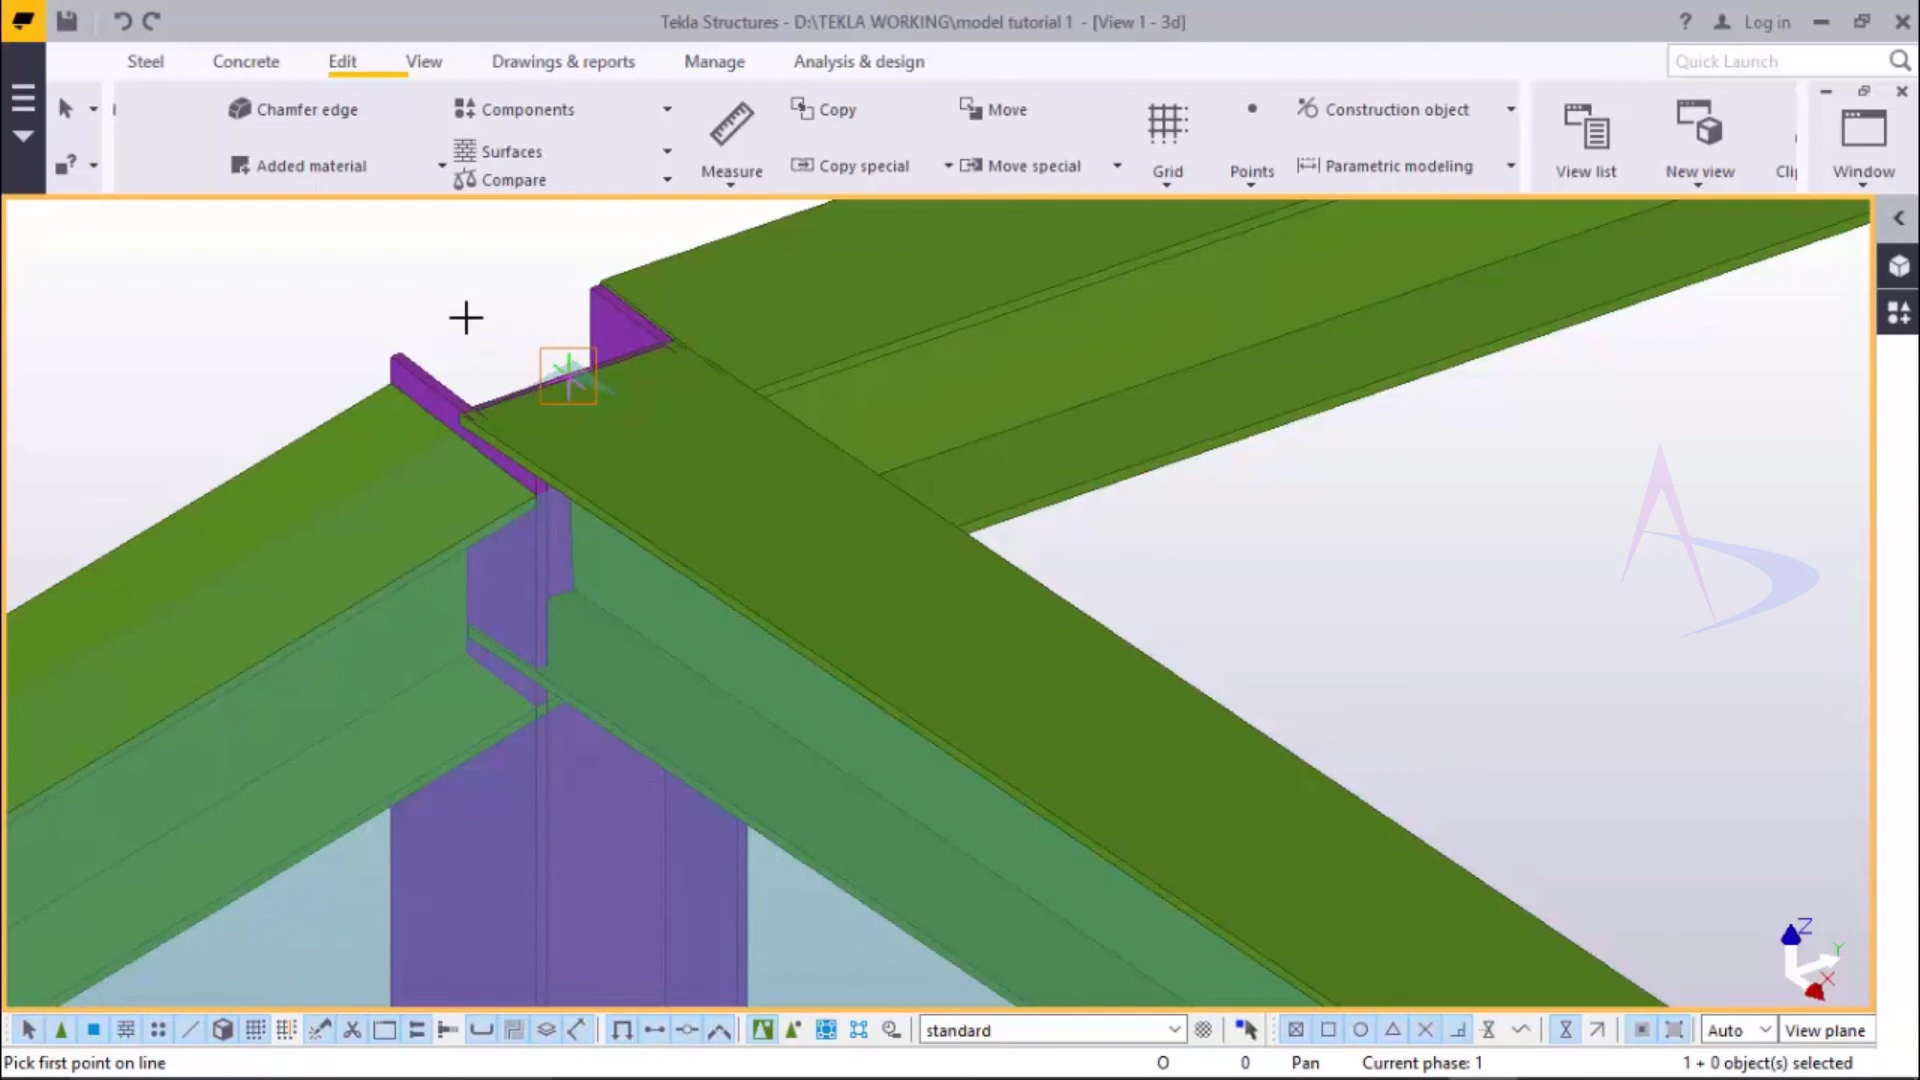 Tekla Structures - D:\TEKLA WORKING\model tutorial 1 - [View 1 - 3d]
? Log in
Steel Concrete Edit View Drawings & reports Manage Analysis & design
Quick Launch
Chamfer edge
Added material
Components
Surfaces
Compare
Measure
Copy
Copy special
Move
Move special
Grid
Points
Construction object
Parametric modeling
View list
New view
Cli
Window
Z
Y
X
standard
Auto
View plane
Pick first point on line
O 0 Pan Current phase: 1 1 + 0 object(s) selected